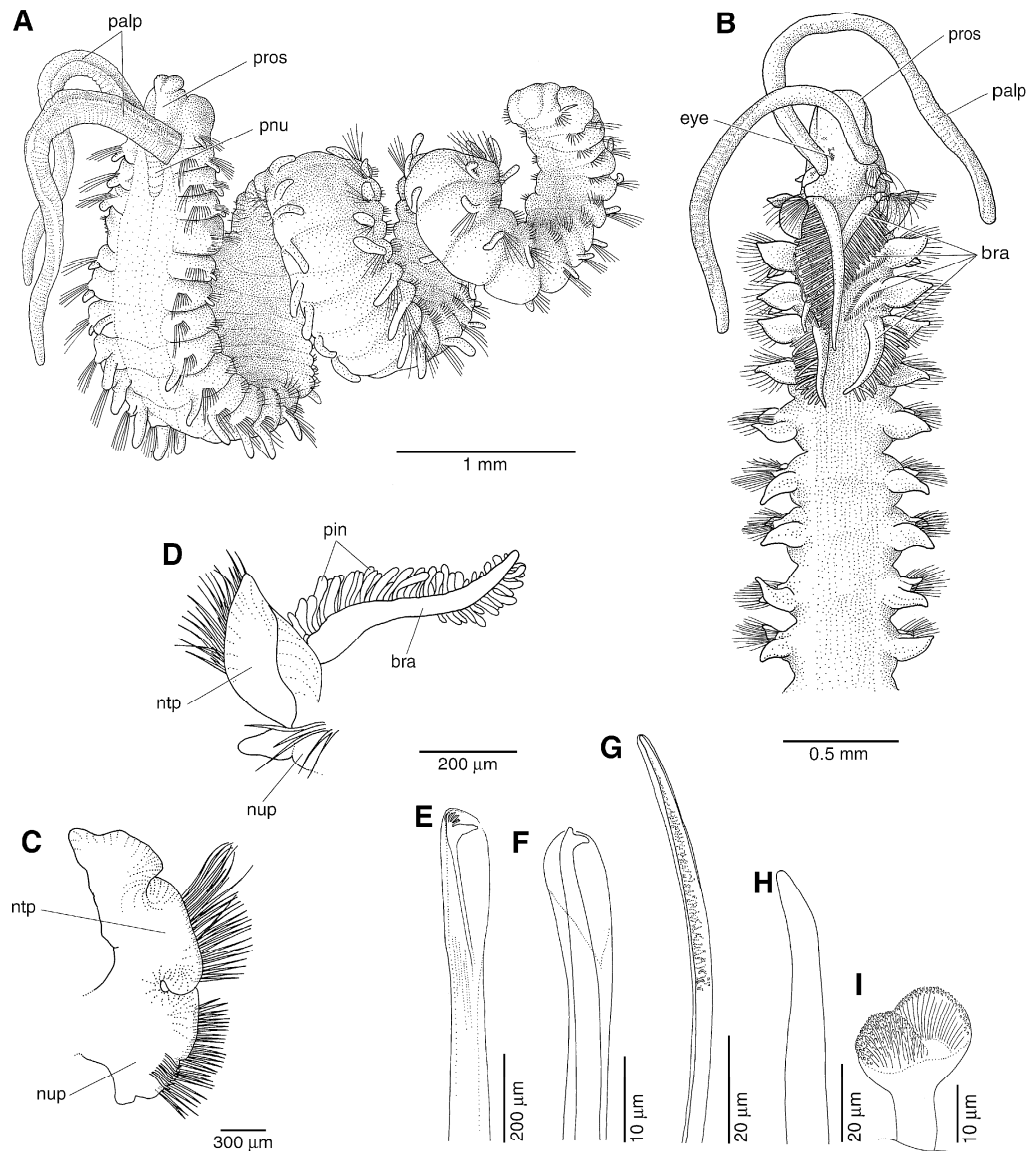 A
palp
pros
pnu
1 mm
B
pros
palp
eye
bra
0.5 mm
D
pin
bra
ntp
nup
200 µm
C
ntp
nup
300 µm
E
200 µm
F
10 µm
G
20 µm
H
20 µm
I
10 µm